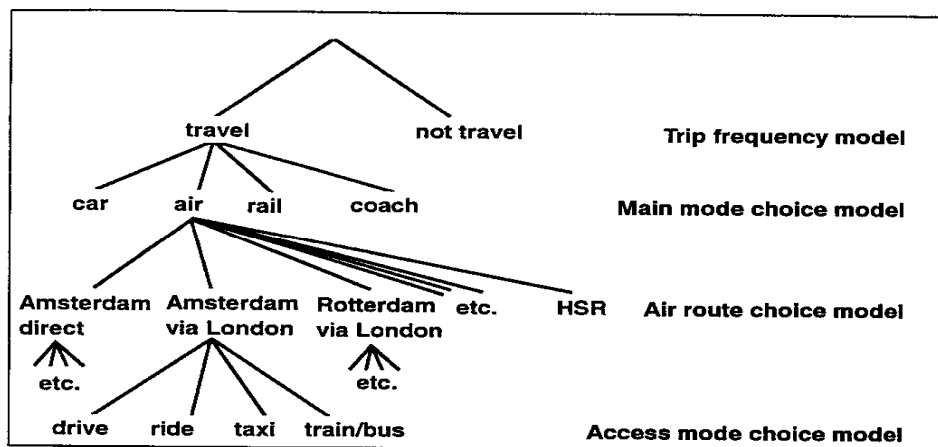 travel not travel Trip frequency model
car air rail coach Main mode choice model
Amsterdam Amsterdam Rotterdam etc. HSR Air route choice model
direct via London via London
etc. etc.
drive ride taxi train/bus Access mode choice model